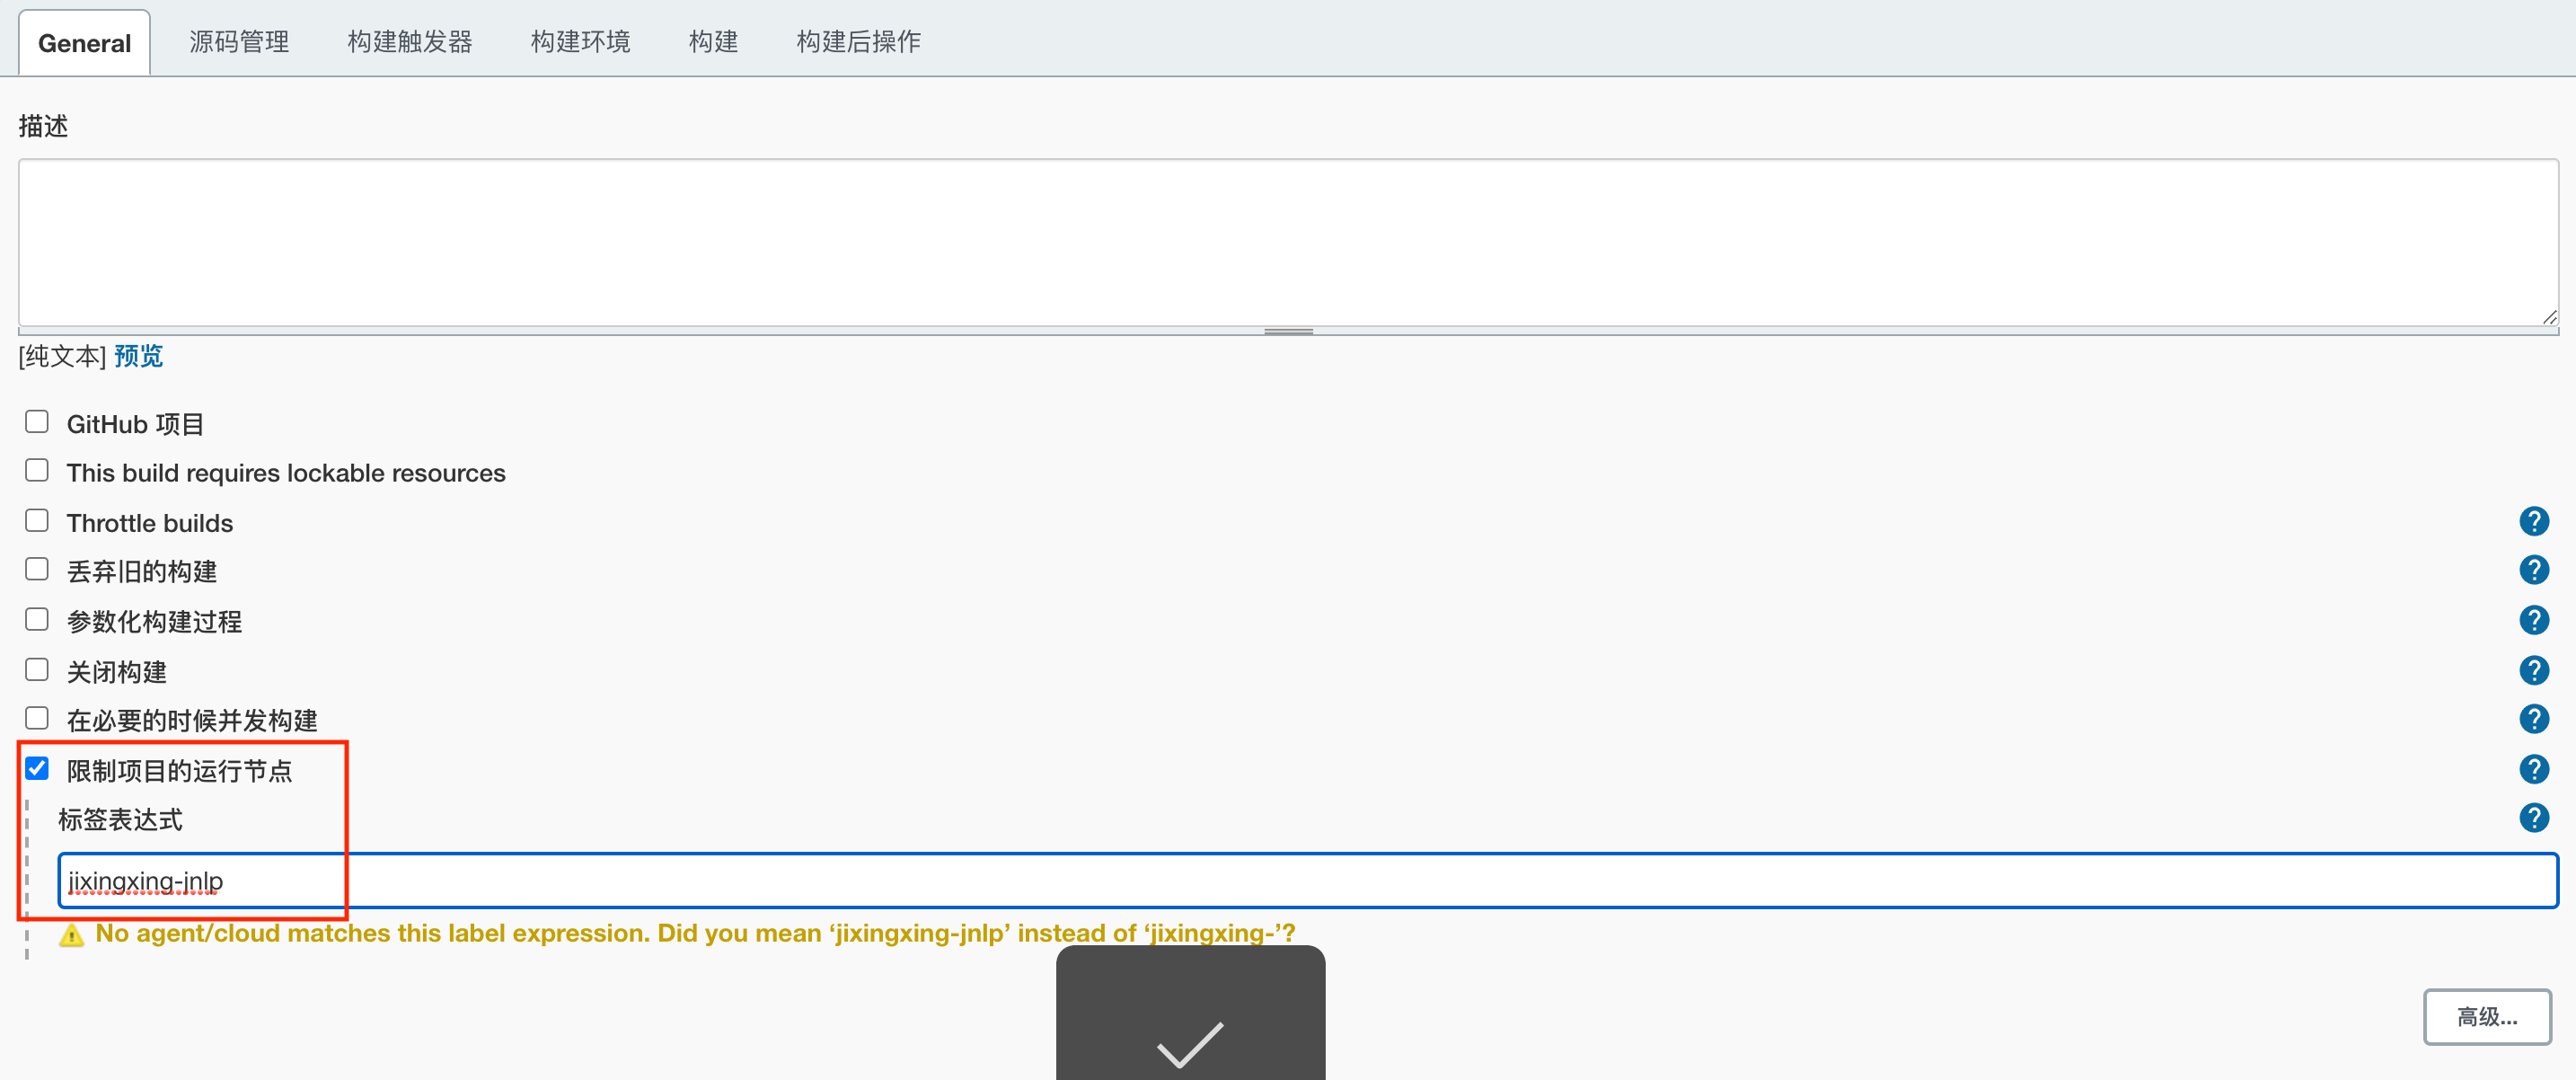 General 源码管理 构建触发器 构建环境 构建 构建后操作
描述
[纯文本] 预览
GitHub 项目
This build requires lockable resources
Throttle builds
丢弃旧的构建
参数化构建过程
关闭构建
在必要的时候并发构建
限制项目的运行节点
标签表达式
jixingxing-jnlp
No agent/cloud matches this label expression. Did you mean ‘jixingxing-jnlp’ instead of ‘jixingxing-’?
高级...